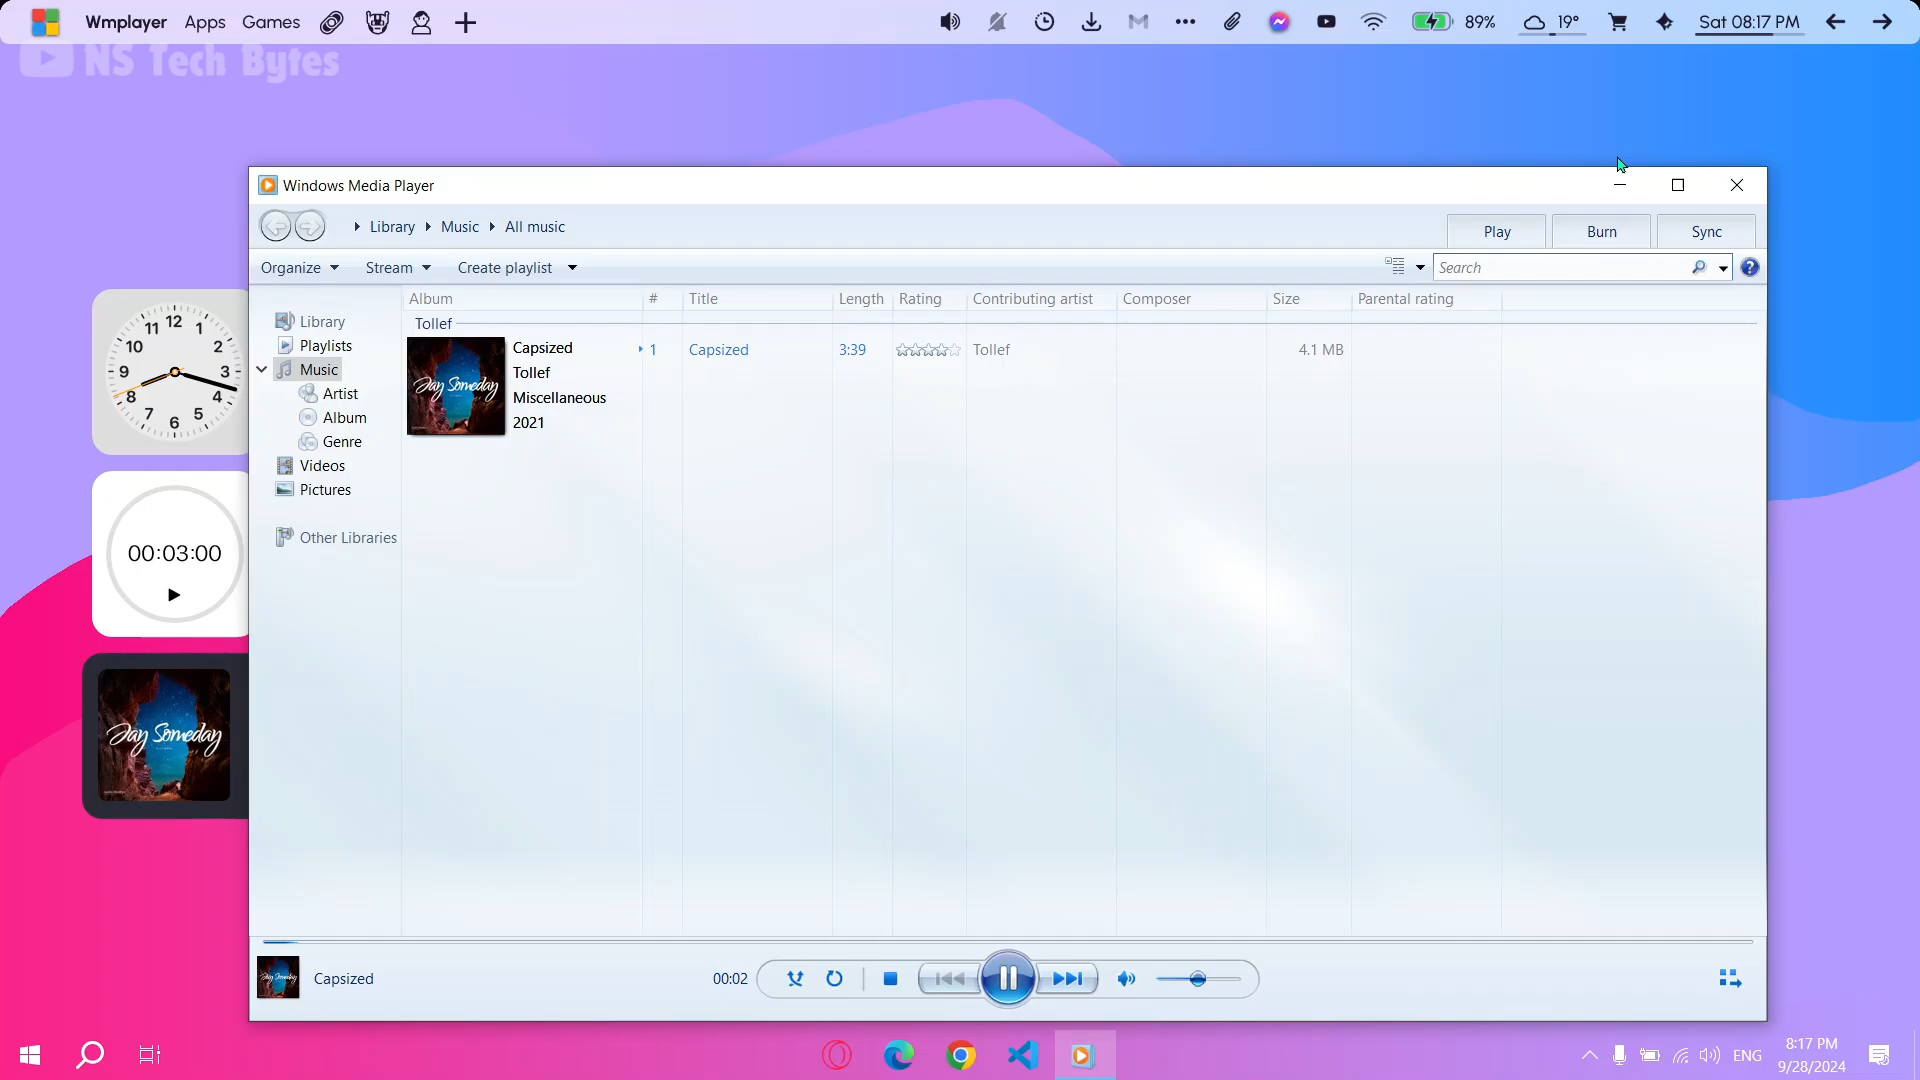 Wmplayer Apps Games
89% 19° Sat 08:17 PM
NS Tech Bytes
Windows Media Player
Library Music All music
Play Burn Sync
Organize Stream Create playlist
Search
Album # Title Length Rating Contributing artist Composer Size Parental rating
Tollef
Library
Playlists
Music
Artist
Album
Genre
Videos
Pictures
Other Libraries
Jay Someday
Capsized
Tollef
Miscellaneous
2021
1 Capsized 3:39 Tollef 4.1 MB
12 1 2 3 4 5 6 7 8 9 10 11
00:03:00
Jay Someday
Capsized
00:02
ENG
8:17 PM
9/28/2024